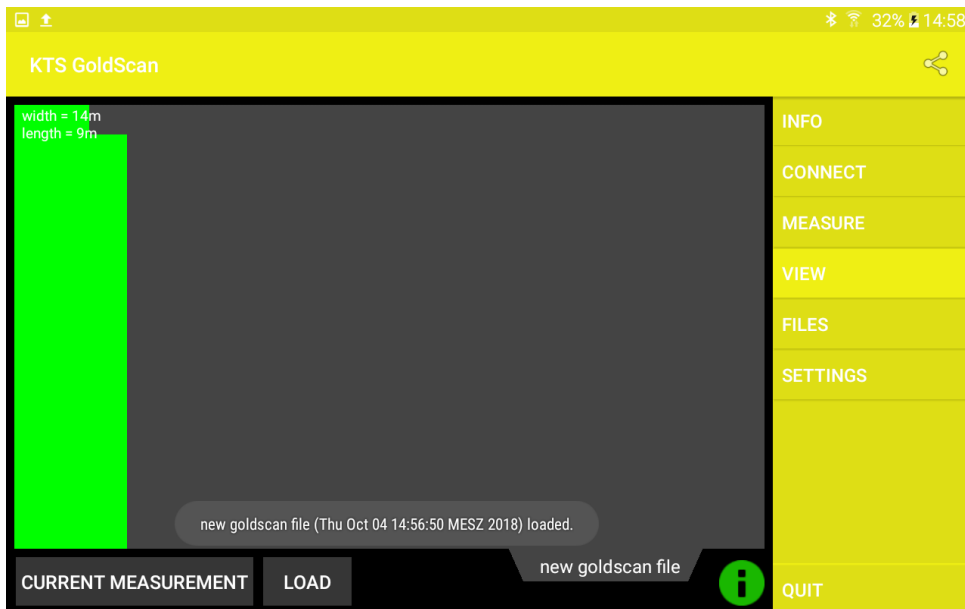 32% 14:58
KTS GoldScan
width = 14m
length = 9m
INFO
CONNECT
MEASURE
VIEW
FILES
SETTINGS
new goldscan file (Thu Oct 04 14:56:50 MESZ 2018) loaded.
new goldscan file
CURRENT MEASUREMENT
LOAD
QUIT